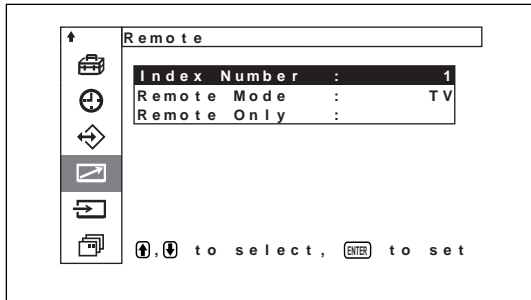 Remote
Index Number : 1
Remote Mode : TV
Remote Only :
, to select, ENTER to set